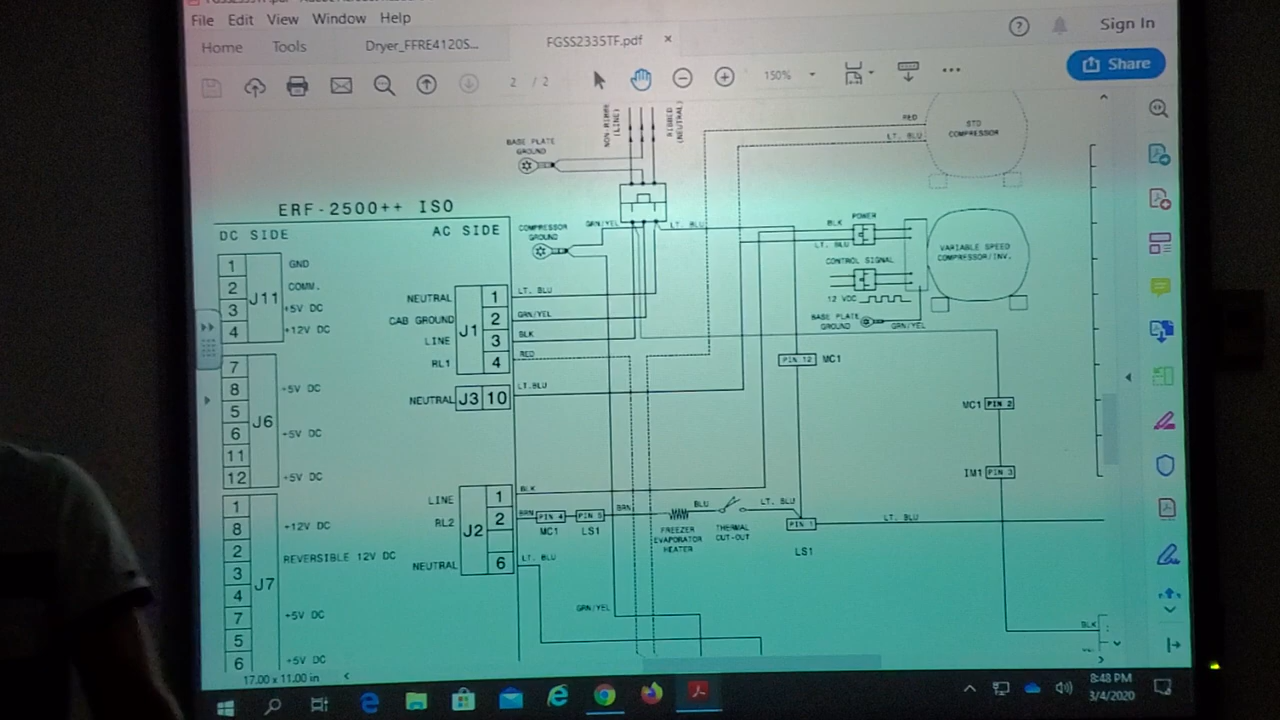 FGSS2335TF.pdf - Adobe Acrobat Reader
File Edit View Window Help
Sign In
Home Tools Dryer_FFRE4120S... FGSS2335TF.pdf ×
2 / 2 150% ... Share
NON-RIBBED (LINE)
RIBBED (NEUTRAL)
BASE PLATE
GROUND
RED
LT. BLU
STD
COMPRESSOR
ERF-2500++ ISO
DC SIDE AC SIDE
COMPRESSOR
GROUND
GRN/YEL
LT. BLU
BLK
POWER
LT. BLU
VARIABLE SPEED
COMPRESSOR/INV.
CONTROL SIGNAL
12 VDC
BASE PLATE
GROUND
GRN/YEL
J11
1 GND
2 COMM.
3 +5V DC
4 +12V DC
J1
NEUTRAL 1 LT. BLU
CAB GROUND 2 GRN/YEL
LINE 3 BLK
RL1 4 RED
NEUTRAL J3 10 LT.BLU
PIN 12 MC1
MC1 PIN 2
IM1 PIN 3
J6
7
8 +5V DC
5
6 +5V DC
11
12 +5V DC
J2
LINE 1 BLK
RL2 2 BRN PIN 4 PIN 5 BRN BLU LT. BLU
MC1 LS1
FREEZER
EVAPORATOR
HEATER
THERMAL
CUT-OUT
PIN 1 LT. BLU
LS1
NEUTRAL 6 LT. BLU
GRN/YEL
BLK
J7
1
8 +12V DC
2 REVERSIBLE 12V DC
3
4
7 +5V DC
5
6 +5V DC
17.00 x 11.00 in
8:48 PM
3/4/2020